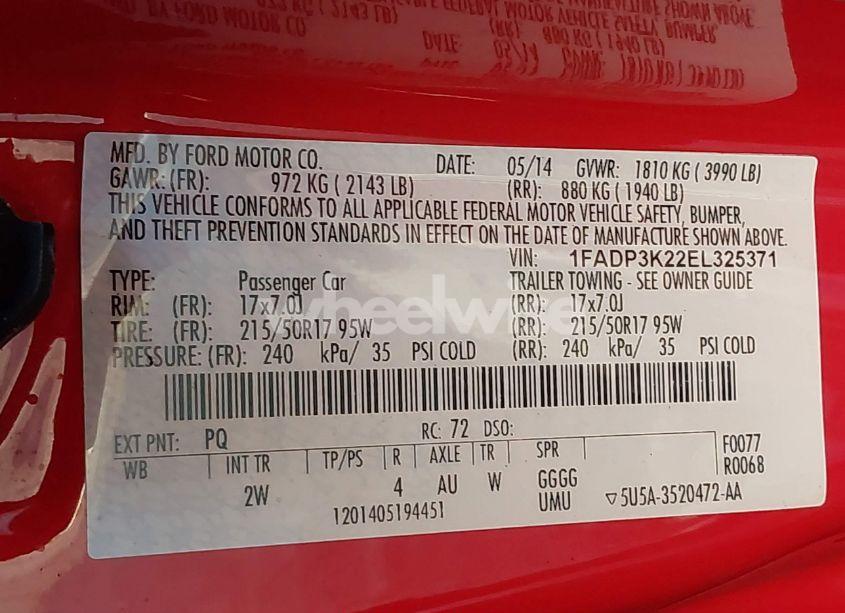 MFD. BY FORD MOTOR CO. DATE: 05/14 GVWR: 1810 KG ( 3990 LB)
GAWR: (FR): 972 KG ( 2143 LB) (RR): 880 KG ( 1940 LB)
THIS VEHICLE CONFORMS TO ALL APPLICABLE FEDERAL MOTOR VEHICLE SAFETY, BUMPER,
AND THEFT PREVENTION STANDARDS IN EFFECT ON THE DATE OF MANUFACTURE SHOWN ABOVE.
VIN: 1FADP3K22EL325371
TYPE: Passenger Car TRAILER TOWING - SEE OWNER GUIDE
RIM: (FR): 17x7.0J (RR): 17x7.0J
TIRE: (FR): 215/50R17 95W (RR): 215/50R17 95W
PRESSURE: (FR): 240 kPa/ 35 PSI COLD (RR): 240 kPa/ 35 PSI COLD
wheelwire
EXT PNT: PQ RC: 72 DSO: F0077
WB INT TR TP/PS R AXLE TR SPR R0068
2W 4 AU W GGGG
UMU
1201405194451 ▽5U5A-3520472-AA